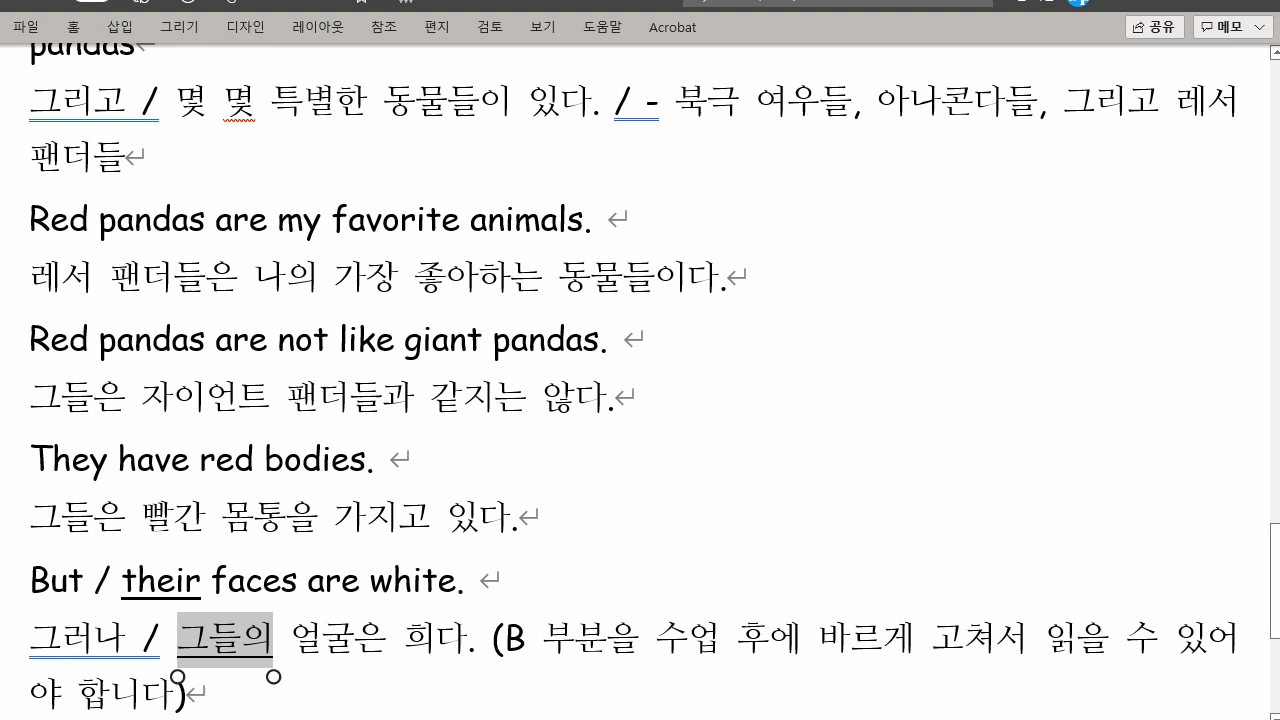 파일 홈 삽입 그리기 디자인 레이아웃 참조 편지 검토 보기 도움말 Acrobat 공유 메모
pandas
그리고 / 몇 몇 특별한 동물들이 있다. / - 북극 여우들, 아나콘다들, 그리고 레서
팬더들
Red pandas are my favorite animals.
레서 팬더들은 나의 가장 좋아하는 동물들이다.
Red pandas are not like giant pandas.
그들은 자이언트 팬더들과 같지는 않다.
They have red bodies.
그들은 빨간 몸통을 가지고 있다.
But / their faces are white.
그러나 / 그들의 얼굴은 희다. (B 부분을 수업 후에 바르게 고쳐서 읽을 수 있어
야 합니다)